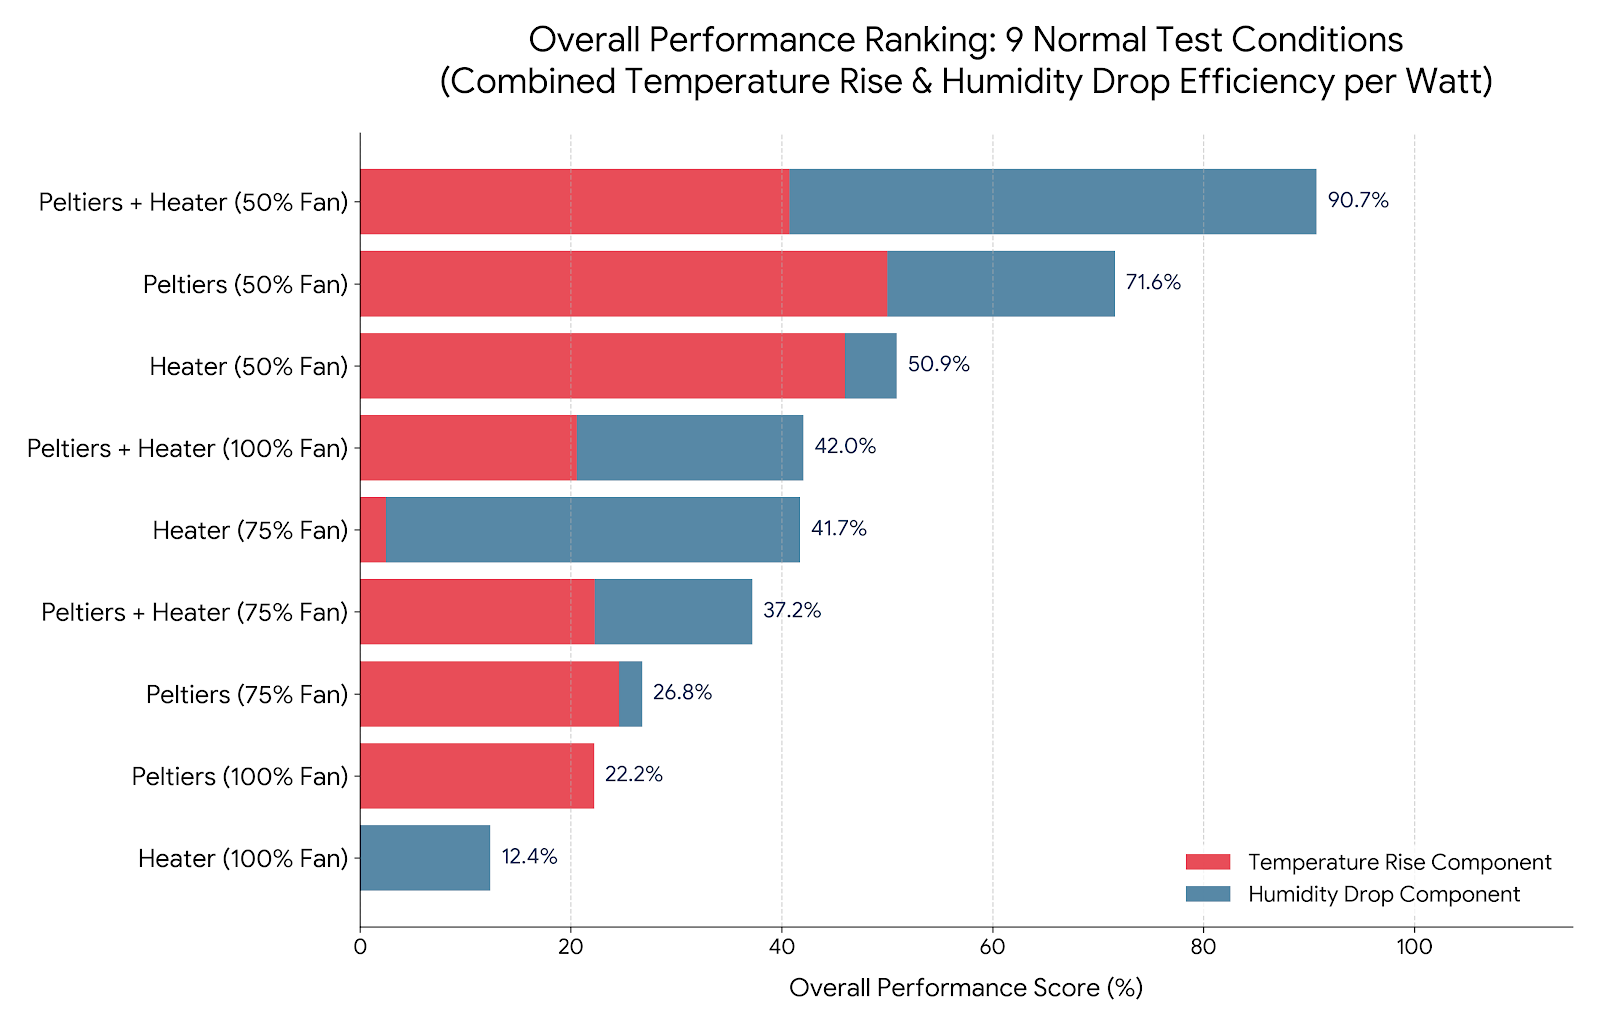 Overall Performance Ranking: 9 Normal Test Conditions
(Combined Temperature Rise & Humidity Drop Efficiency per Watt)
Peltiers + Heater (50% Fan)
90.7%
Peltiers (50% Fan)
71.6%
Heater (50% Fan)
50.9%
Peltiers + Heater (100% Fan)
42.0%
Heater (75% Fan)
41.7%
Peltiers + Heater (75% Fan)
37.2%
Peltiers (75% Fan)
26.8%
Peltiers (100% Fan)
22.2%
Heater (100% Fan)
12.4%
Temperature Rise Component
Humidity Drop Component
0 20 40 60 80 100
Overall Performance Score (%)